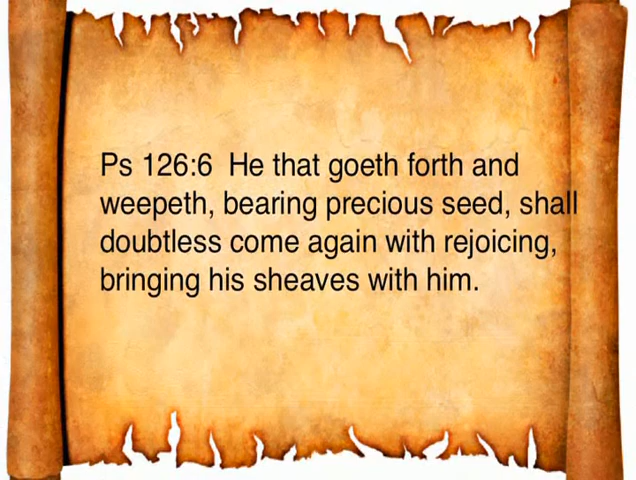 Ps 126:6  He that goeth forth and
weepeth, bearing precious seed, shall
doubtless come again with rejoicing,
bringing his sheaves with him.